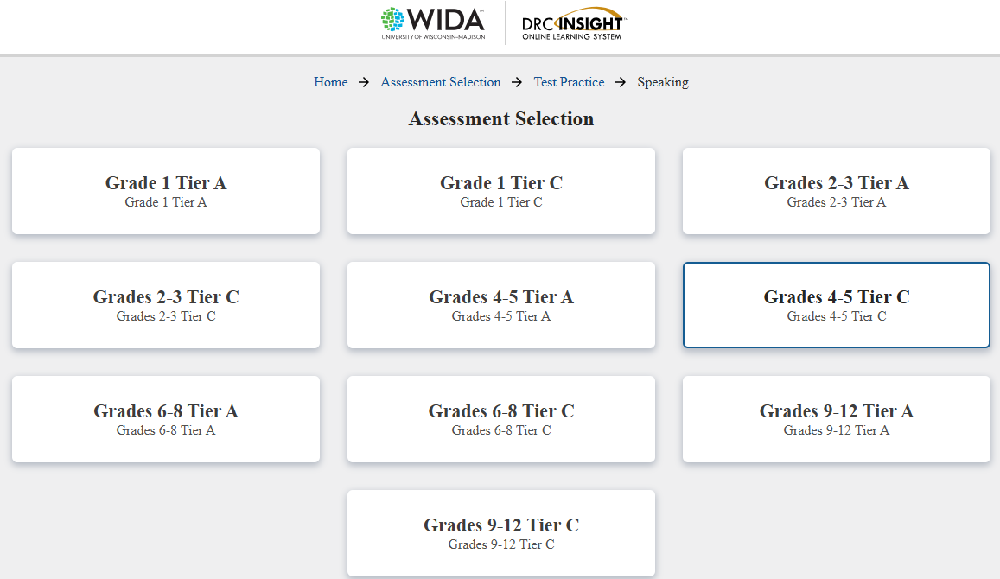 WIDA™
UNIVERSITY OF WISCONSIN–MADISON
DRC INSIGHT™
ONLINE LEARNING SYSTEM
Home → Assessment Selection → Test Practice → Speaking
Assessment Selection
Grade 1 Tier A
Grade 1 Tier A
Grade 1 Tier C
Grade 1 Tier C
Grades 2-3 Tier A
Grades 2-3 Tier A
Grades 2-3 Tier C
Grades 2-3 Tier C
Grades 4-5 Tier A
Grades 4-5 Tier A
Grades 4-5 Tier C
Grades 4-5 Tier C
Grades 6-8 Tier A
Grades 6-8 Tier A
Grades 6-8 Tier C
Grades 6-8 Tier C
Grades 9-12 Tier A
Grades 9-12 Tier A
Grades 9-12 Tier C
Grades 9-12 Tier C